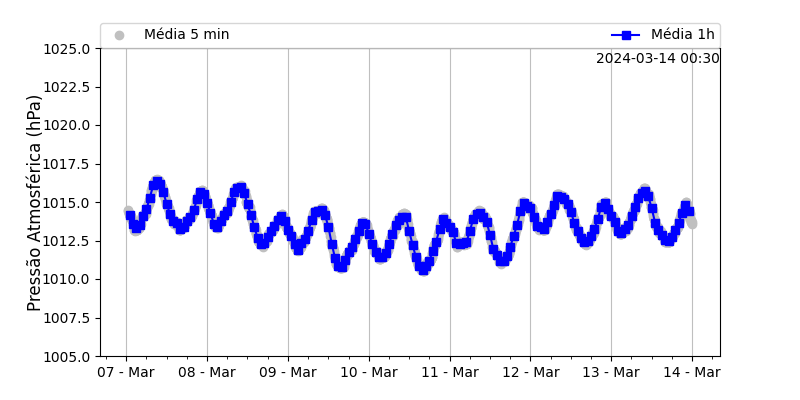 Média 5 min
Média 1h
2024-03-14 00:30
Pressão Atmosférica (hPa)
1025.0
1022.5
1020.0
1017.5
1015.0
1012.5
1010.0
1007.5
1005.0
07 - Mar
08 - Mar
09 - Mar
10 - Mar
11 - Mar
12 - Mar
13 - Mar
14 - Mar